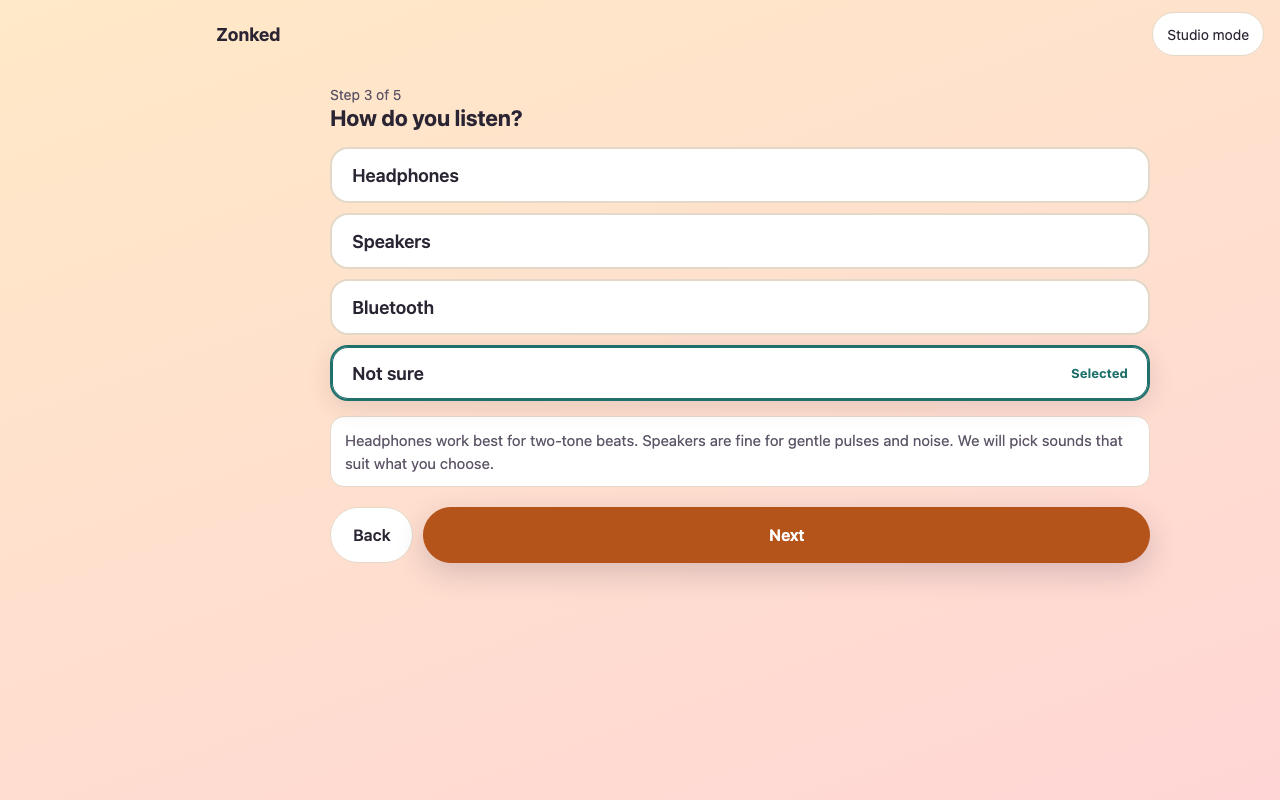 Zonked
Studio mode
Step 3 of 5
How do you listen?
Headphones
Speakers
Bluetooth
Not sure
Selected
Headphones work best for two-tone beats. Speakers are fine for gentle pulses and noise. We will pick sounds that
suit what you choose.
Back
Next